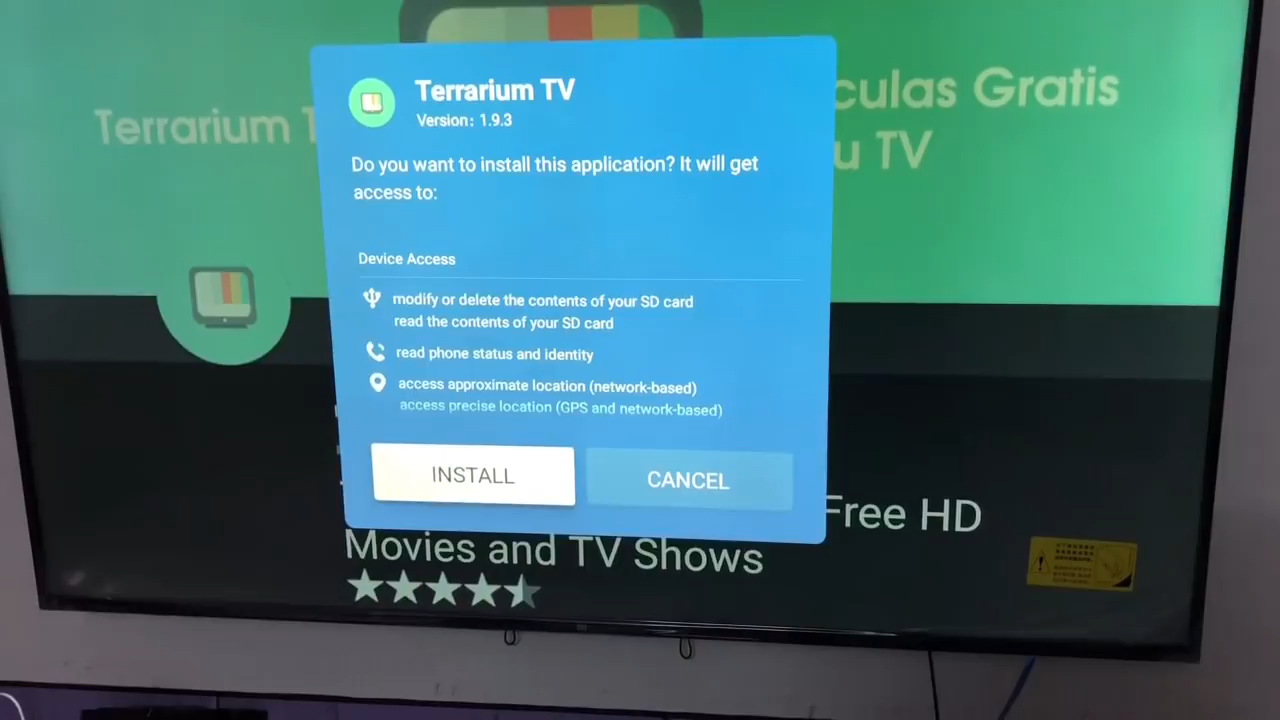 Terrarium TV
Version: 1.9.3
Do you want to install this application? It will get
access to:
Device Access
modify or delete the contents of your SD card
read the contents of your SD card
read phone status and identity
access approximate location (network-based)
access precise location (GPS and network-based)
INSTALL
CANCEL
Terrarium
culas Gratis
u TV
Free HD
Movies and TV Shows